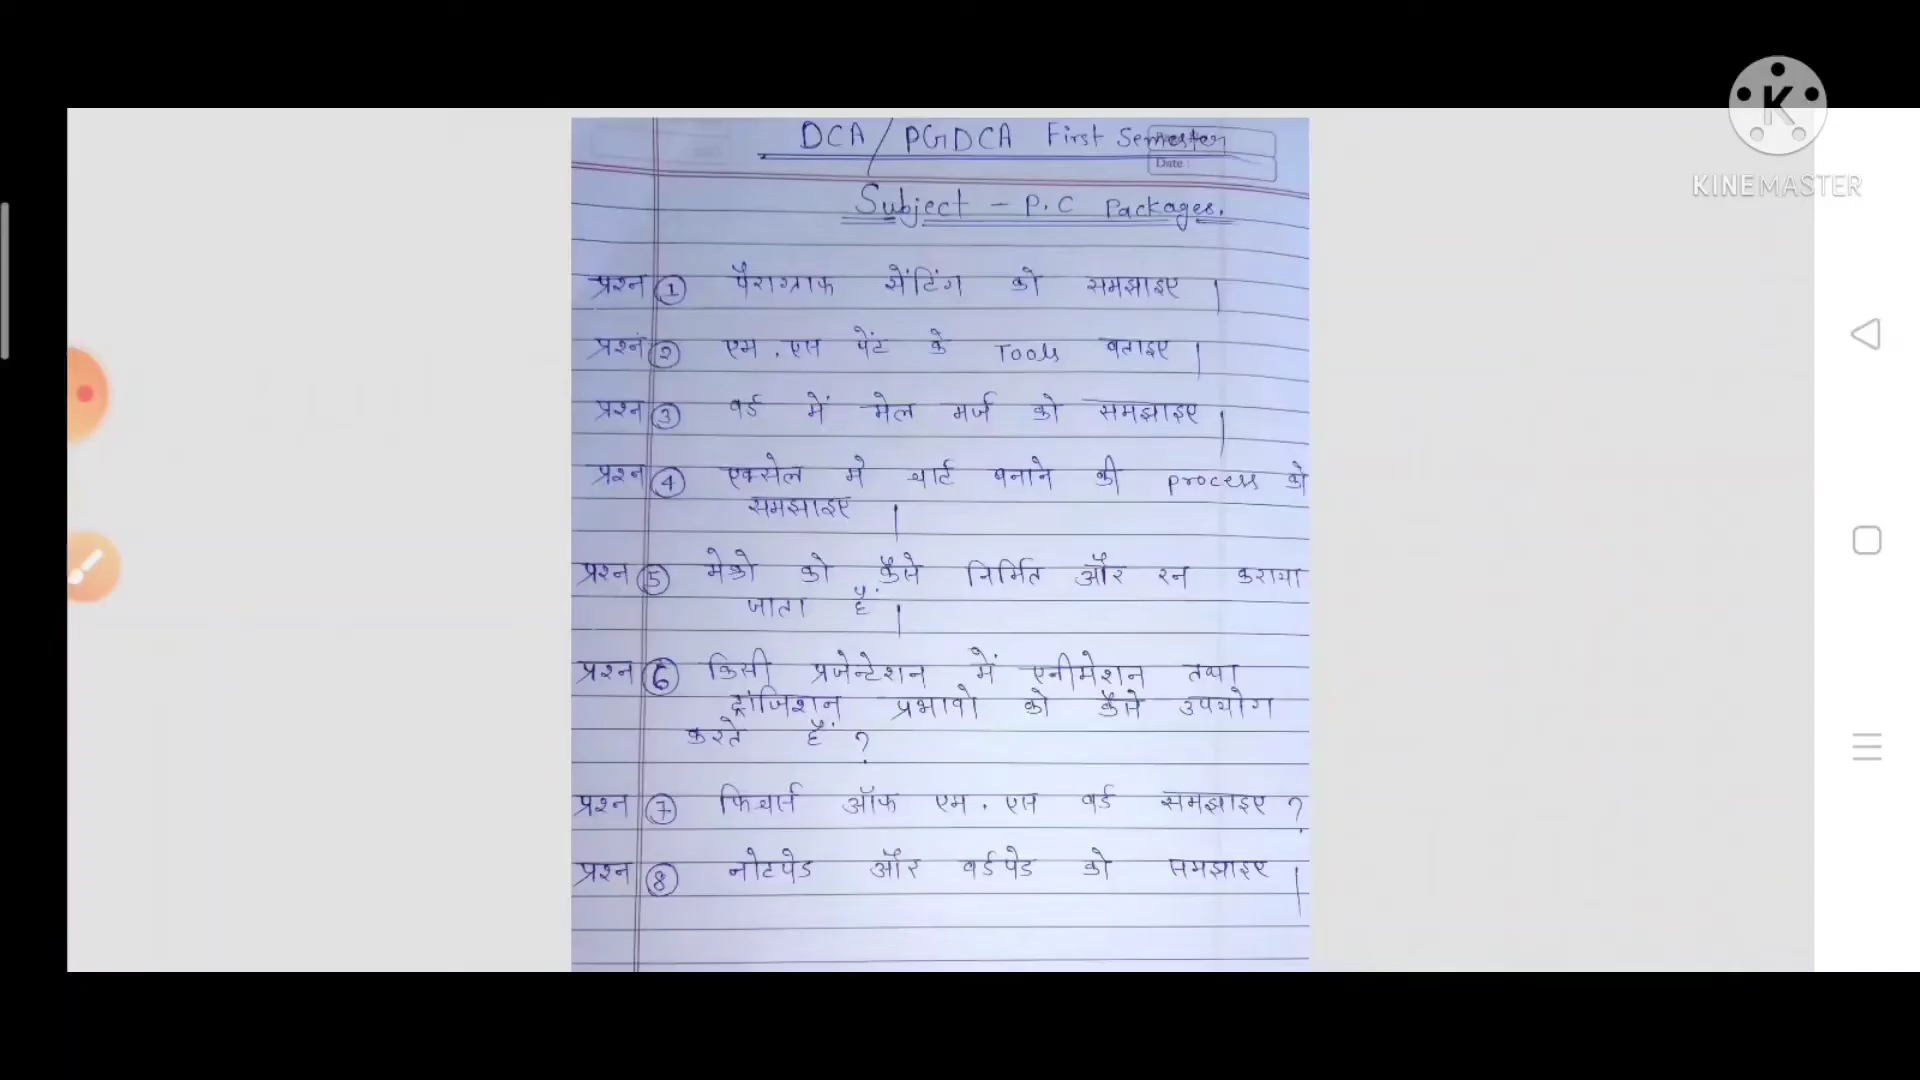 KINEMASTER
DCA/PGDCA First Semester
Date
Subject - P.C Packages.
प्रश्न ① पैराग्राफ सेंटिंग को समझाइए |
प्रश्न ② एम.एस पेंट के Tools बताइए |
प्रश्न ③ वर्ड में मेल मर्ज को समझाइए |
प्रश्न ④ एक्सेल मे चार्ट बनाने की process को
समझाइए |
प्रश्न ⑤ मेक्रो को कैसे निर्मित और रन कराया
जाता हैं |
प्रश्न ⑥ किसी प्रजेन्टेशन में एनीमेशन तथा
ट्रांजिशन प्रभावो को कैसे उपयोग
करते हैं ?
प्रश्न ⑦ फिचर्स ऑफ एम.एस वर्ड समझाइए ?
प्रश्न ⑧ नोटपेड और वर्डपेड को समझाइए |